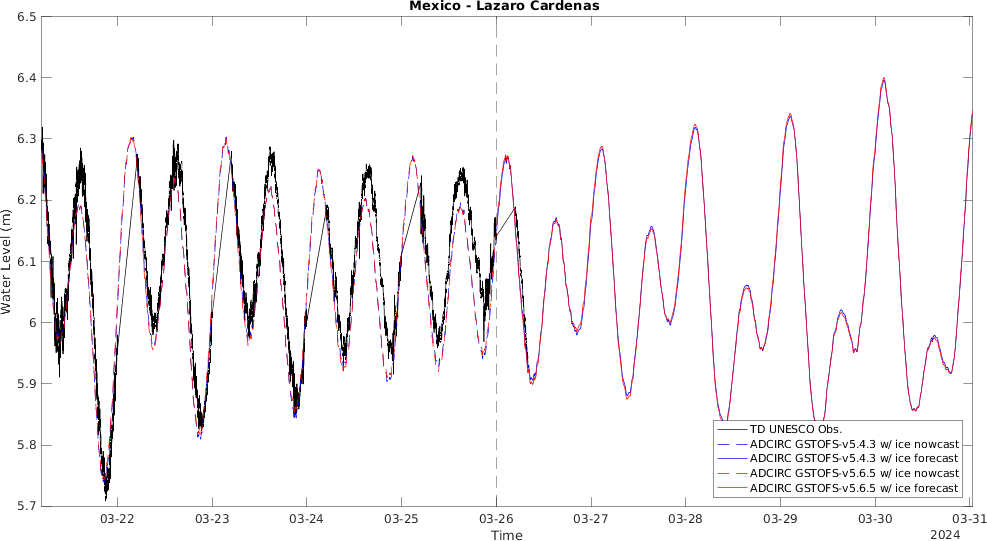 Mexico - Lazaro Cardenas
6.5
6.4
6.3
6.2
6.1
6
5.9
5.8
5.7
Water Level (m)
TD UNESCO Obs.
ADCIRC GSTOFS-v5.4.3 w/ ice nowcast
ADCIRC GSTOFS-v5.4.3 w/ ice forecast
ADCIRC GSTOFS-v5.6.5 w/ ice nowcast
ADCIRC GSTOFS-v5.6.5 w/ ice forecast
03-22 03-23 03-24 03-25 03-26 03-27 03-28 03-29 03-30 03-31
Time
2024